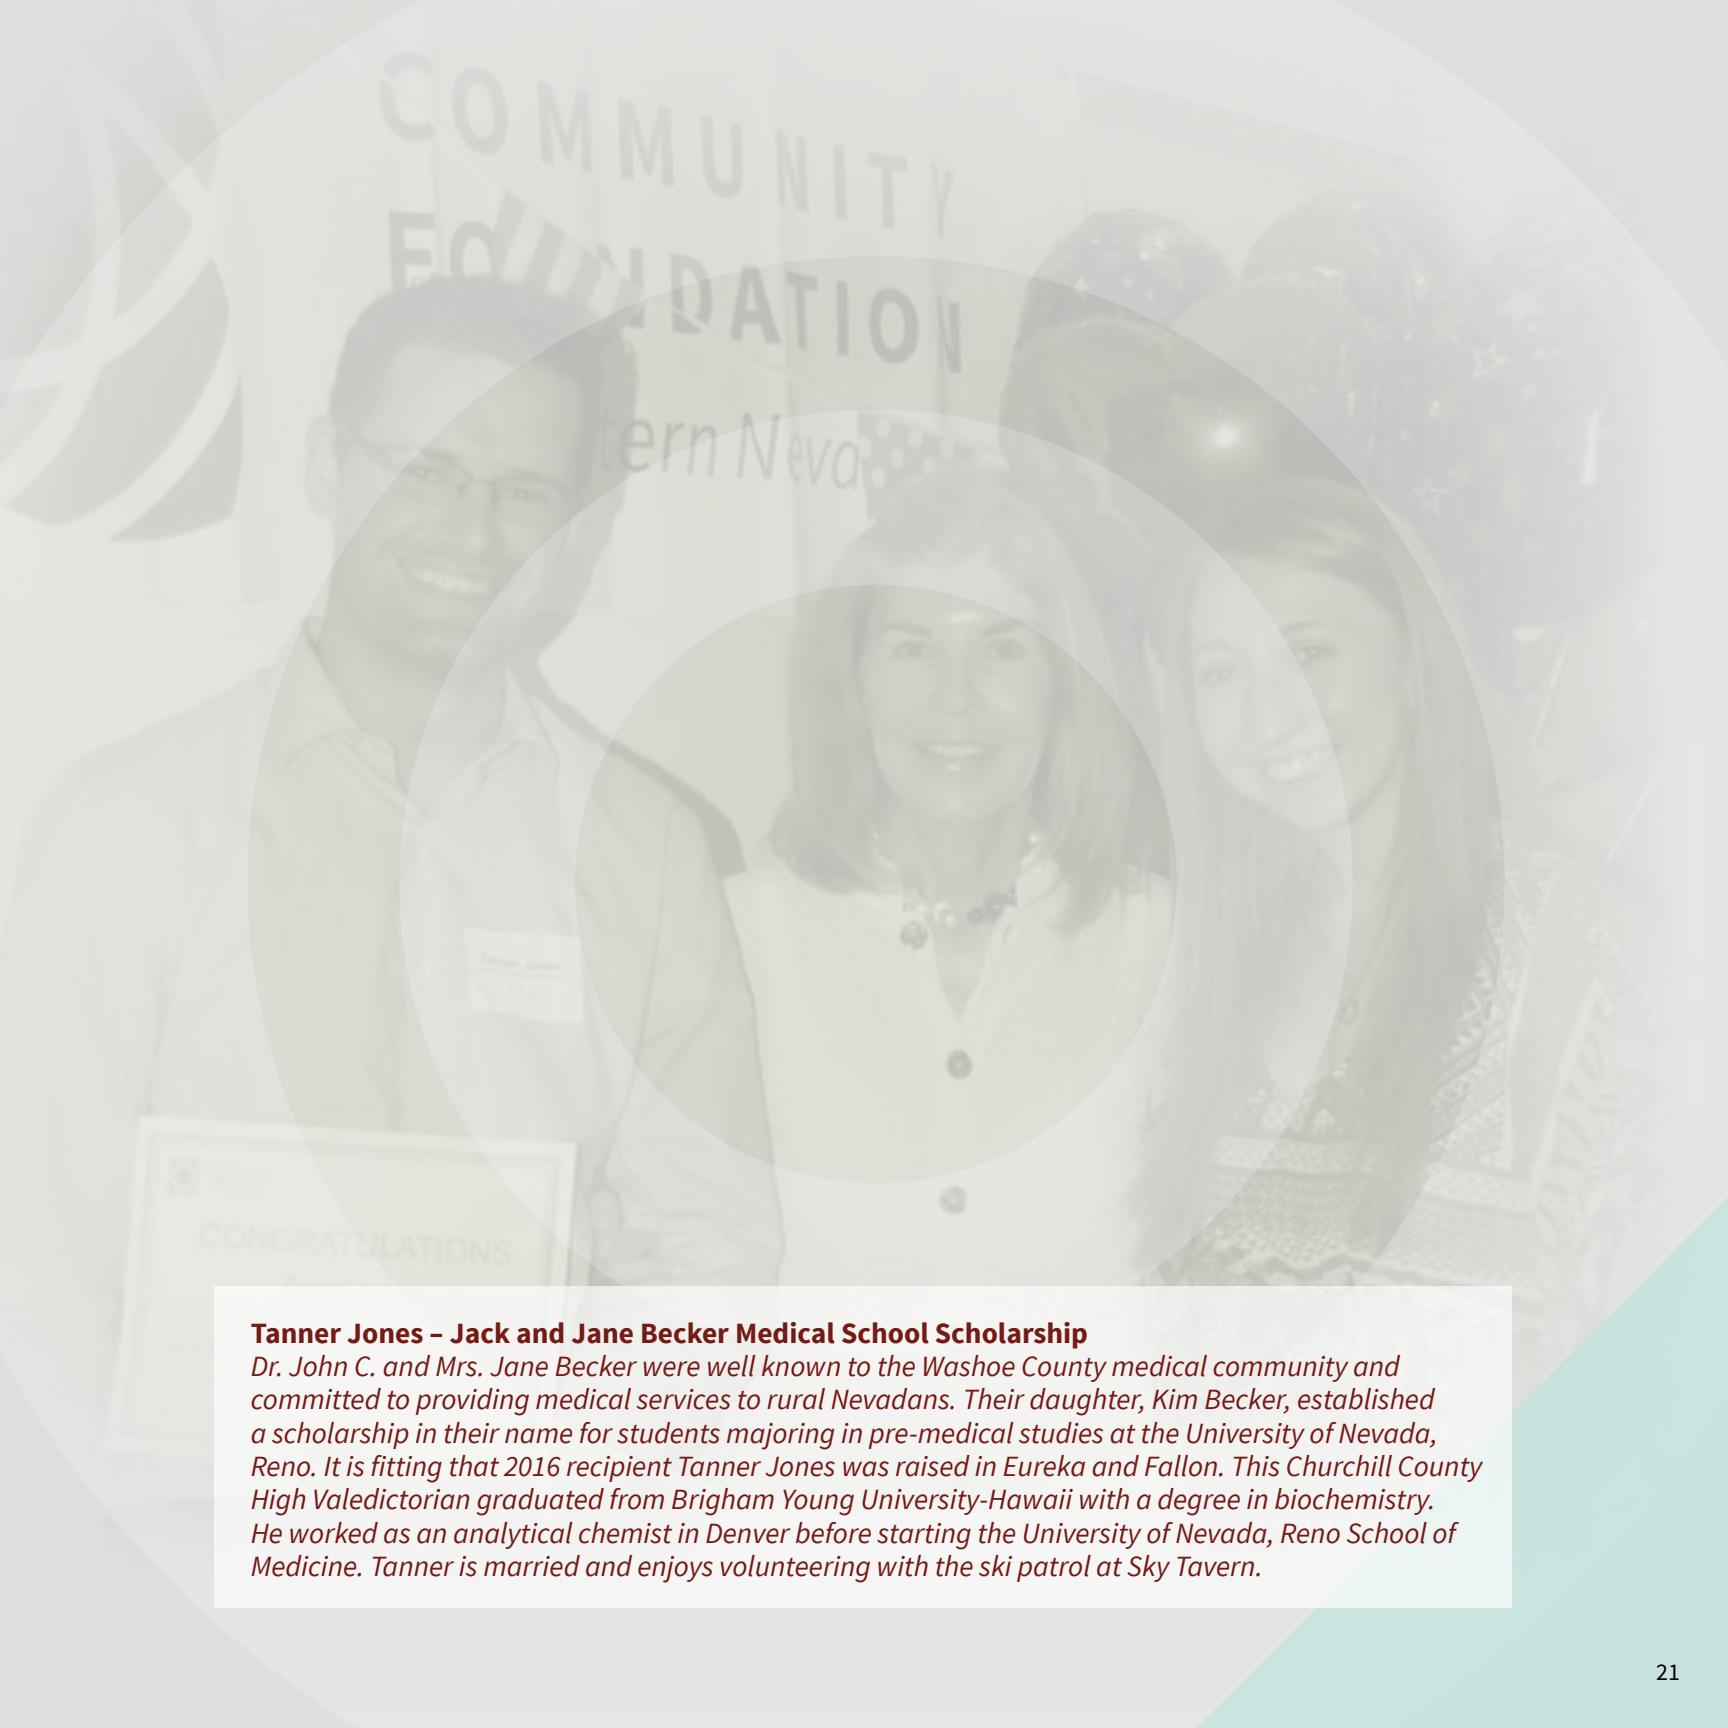 COMMUNITY
FOUNDATION
tern Neva
Tanner Jones
CONGRATULATIONS
Tanner Jones – Jack and Jane Becker Medical School Scholarship
Dr. John C. and Mrs. Jane Becker were well known to the Washoe County medical community and
committed to providing medical services to rural Nevadans. Their daughter, Kim Becker, established
a scholarship in their name for students majoring in pre-medical studies at the University of Nevada,
Reno. It is fitting that 2016 recipient Tanner Jones was raised in Eureka and Fallon. This Churchill County
High Valedictorian graduated from Brigham Young University-Hawaii with a degree in biochemistry.
He worked as an analytical chemist in Denver before starting the University of Nevada, Reno School of
Medicine. Tanner is married and enjoys volunteering with the ski patrol at Sky Tavern.
21